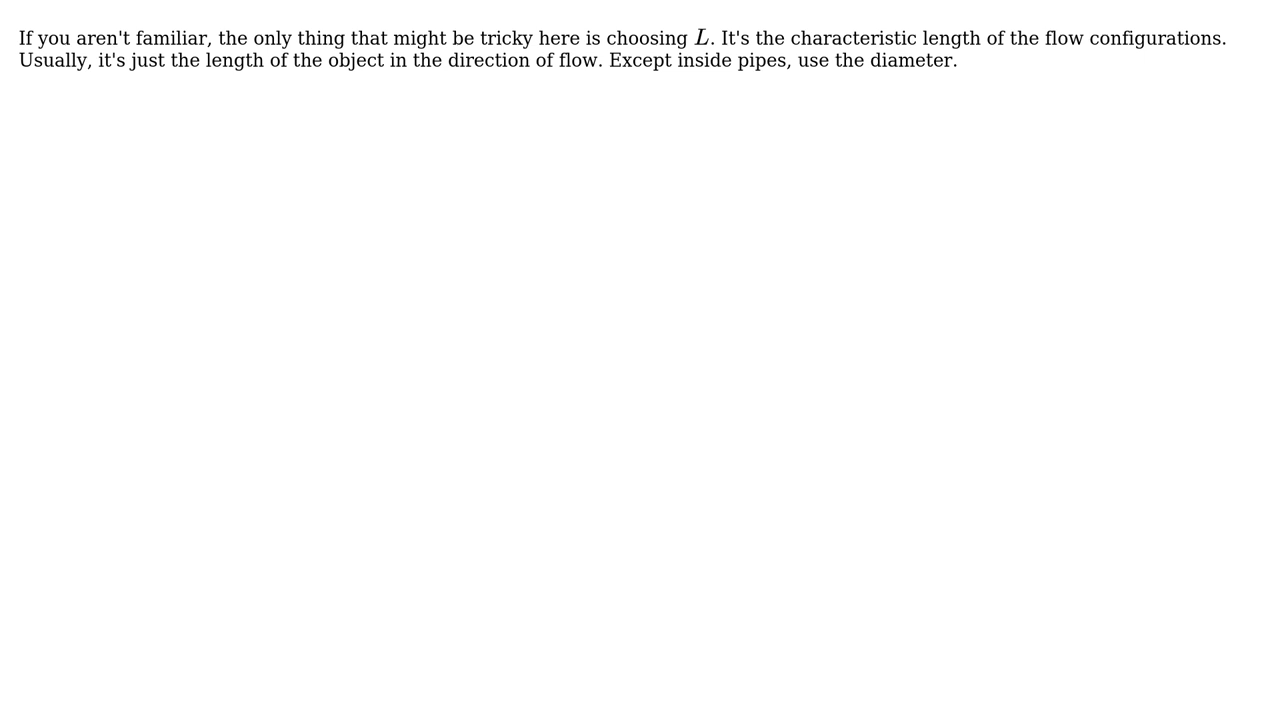 If you aren't familiar, the only thing that might be tricky here is choosing L. It's the characteristic length of the flow configurations.
Usually, it's just the length of the object in the direction of flow. Except inside pipes, use the diameter.